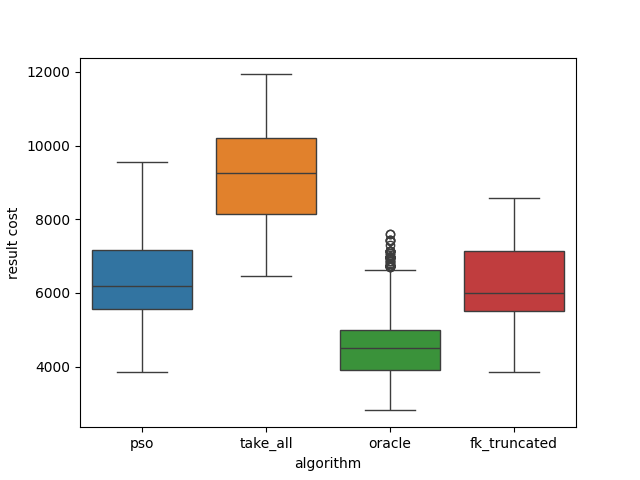 12000
10000
8000
6000
4000
result cost
pso take_all oracle fk_truncated
algorithm